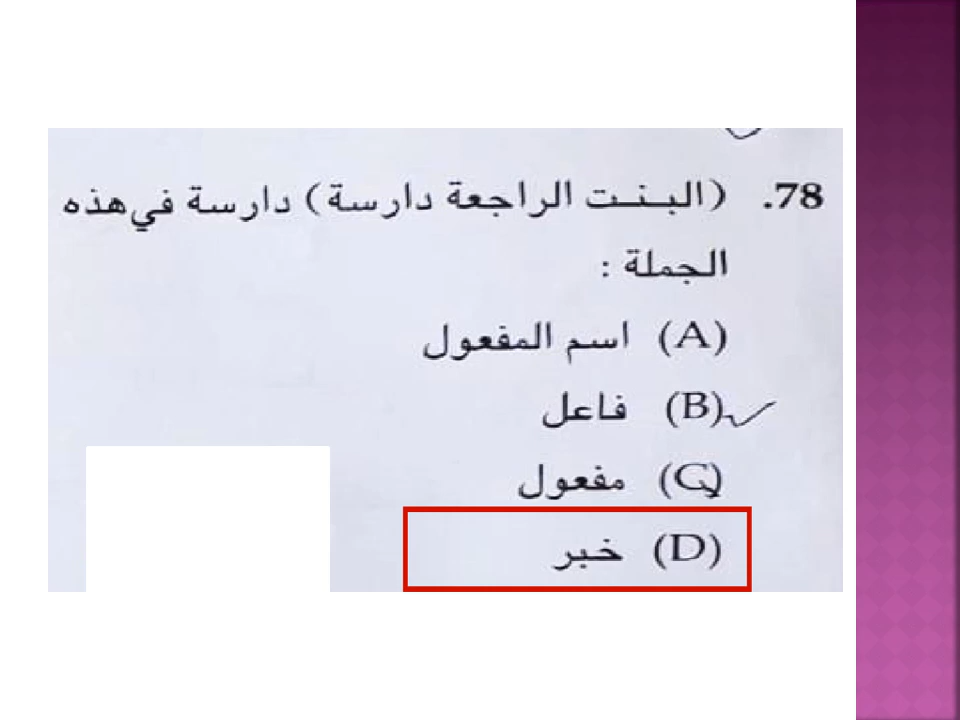 78. (البنت الراجعة دارسة) دارسة في هذه
الجملة :
(A) اسم المفعول
(B) فاعل
(C) مفعول
(D) خبر